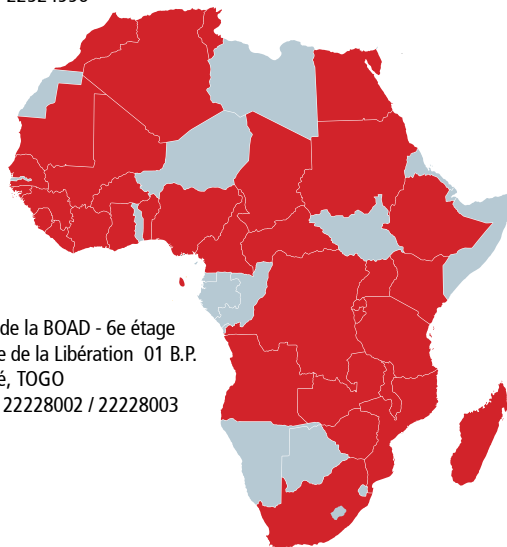 de la BOAD - 6e étage
e de la Libération 01 B.P.
é, TOGO
22228002 / 22228003